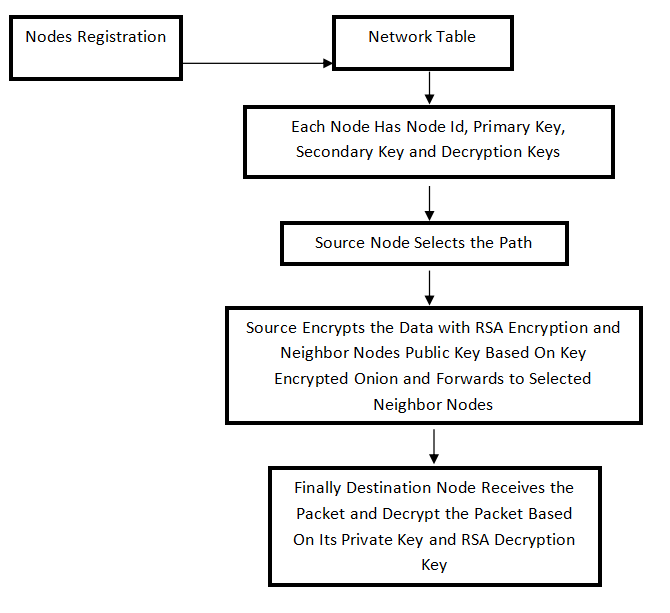 Nodes Registration
Network Table
Each Node Has Node Id, Primary Key,
Secondary Key and Decryption Keys
Source Node Selects the Path
Source Encrypts the Data with RSA Encryption and
Neighbor Nodes Public Key Based On Key
Encrypted Onion and Forwards to Selected
Neighbor Nodes
Finally Destination Node Receives the
Packet and Decrypt the Packet Based
On Its Private Key and RSA Decryption
Key